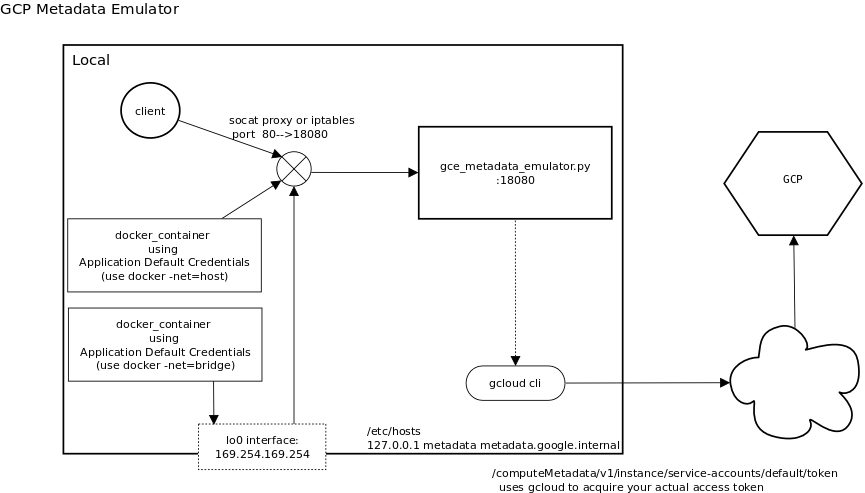 GCP Metadata Emulator
Local
client
socat proxy or iptables
port 80-->18080
gce_metadata_emulator.py
:18080
GCP
docker_container
using
Application Default Credentials
(use docker -net=host)
docker_container
using
Application Default Credentials
(use docker -net=bridge)
gcloud cli
lo0 interface:
169.254.169.254
/etc/hosts
127.0.0.1 metadata metadata.google.internal
/computeMetadata/v1/instance/service-accounts/default/token
uses gcloud to acquire your actual access token